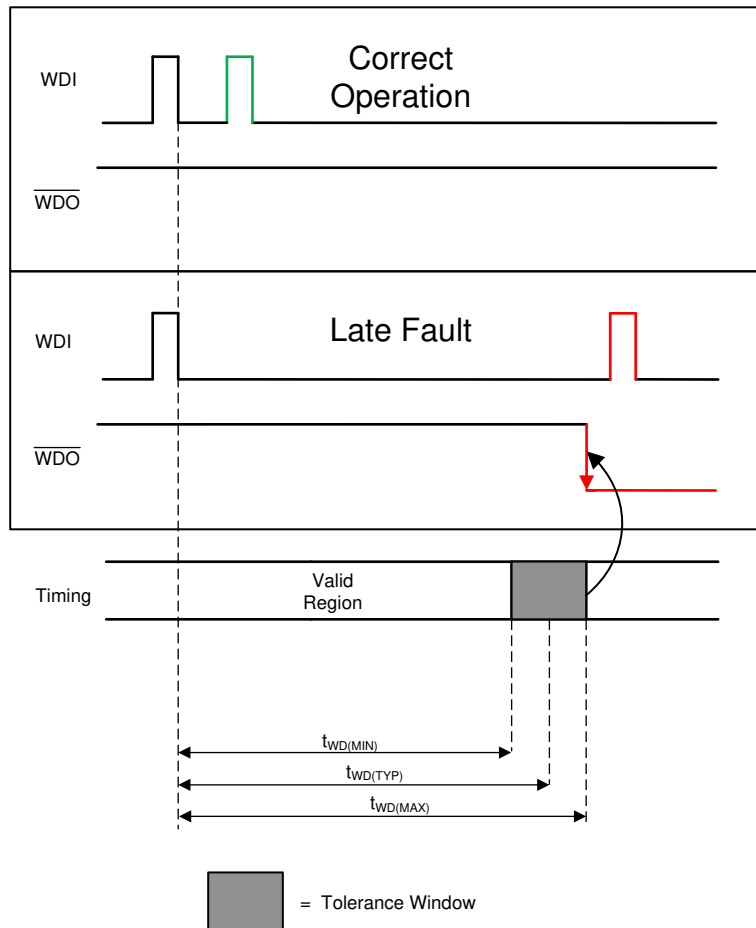 WDI
Correct
Operation
WDO
WDI
Late Fault
WDO
Timing
Valid
Region
tWD(MIN)
tWD(TYP)
tWD(MAX)
= Tolerance Window